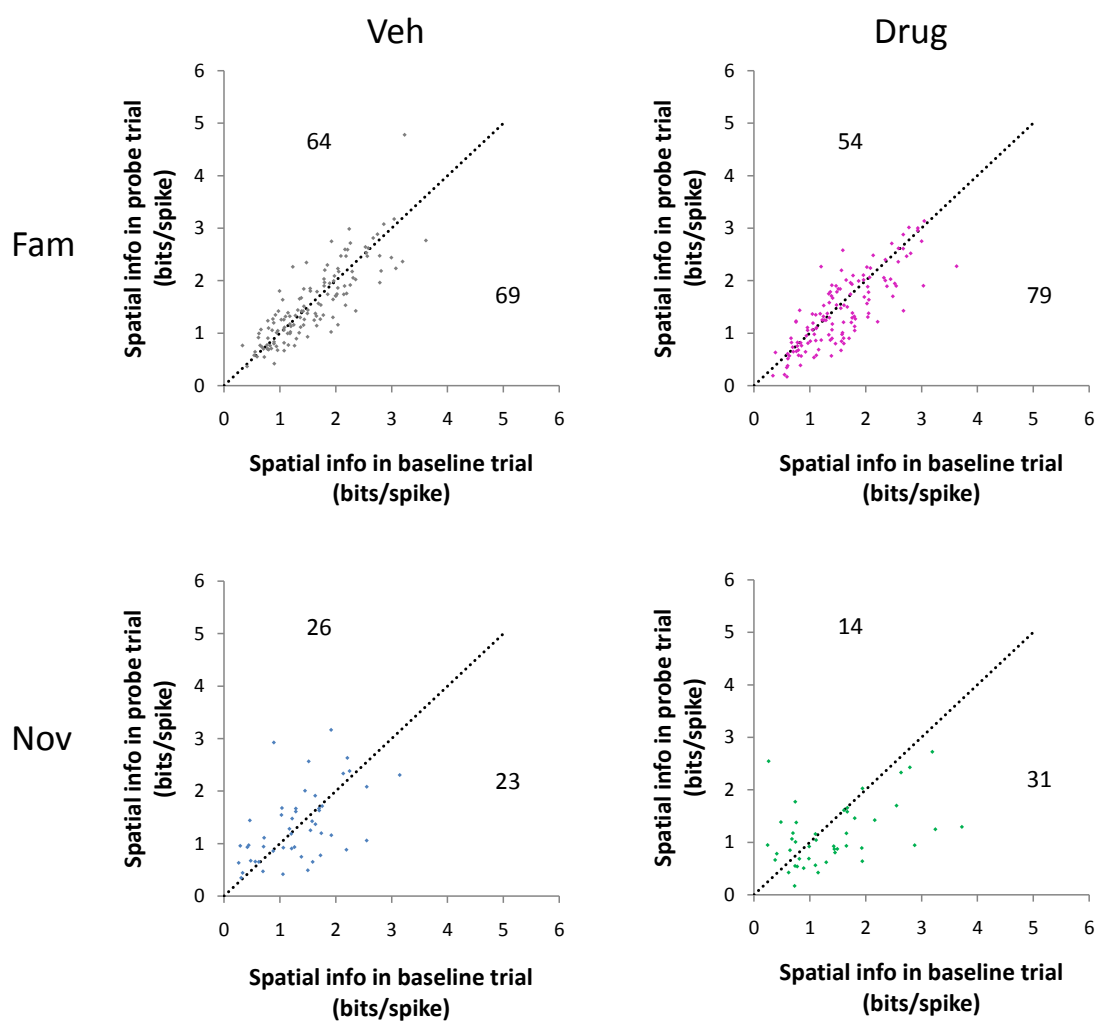 Veh
Drug
Fam
Spatial info in probe trial
(bits/spike)
6
5
4
3
2
1
0
64
69
0 1 2 3 4 5 6
Spatial info in baseline trial
(bits/spike)
Spatial info in probe trial
(bits/spike)
6
5
4
3
2
1
0
54
79
0 1 2 3 4 5 6
Spatial info in baseline trial
(bits/spike)
Nov
Spatial info in probe trial
(bits/spike)
6
5
4
3
2
1
0
26
23
0 1 2 3 4 5 6
Spatial info in baseline trial
(bits/spike)
Spatial info in probe trial
(bits/spike)
6
5
4
3
2
1
0
14
31
0 1 2 3 4 5 6
Spatial info in baseline trial
(bits/spike)